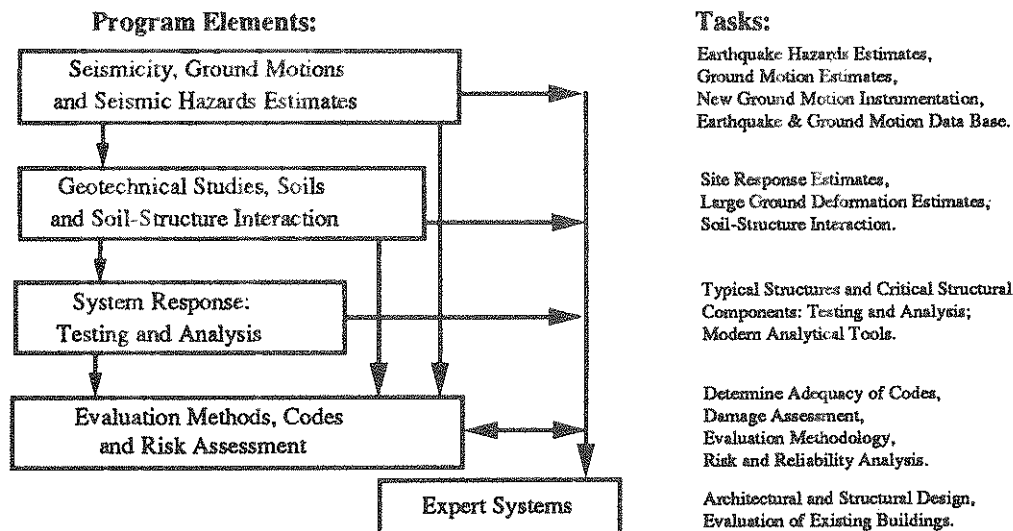 Program Elements:
Seismicity, Ground Motions
and Seismic Hazards Estimates
Geotechnical Studies, Soils
and Soil-Structure Interaction
System Response:
Testing and Analysis
Evaluation Methods, Codes
and Risk Assessment
Expert Systems
Tasks:
Earthquake Hazards Estimates,
Ground Motion Estimates,
New Ground Motion Instrumentation,
Earthquake & Ground Motion Data Base.
Site Response Estimates,
Large Ground Deformation Estimates,
Soil-Structure Interaction.
Typical Structures and Critical Structural
Components: Testing and Analysis;
Modern Analytical Tools.
Determine Adequacy of Codes,
Damage Assessment,
Evaluation Methodology,
Risk and Reliability Analysis.
Architectural and Structural Design,
Evaluation of Existing Buildings.